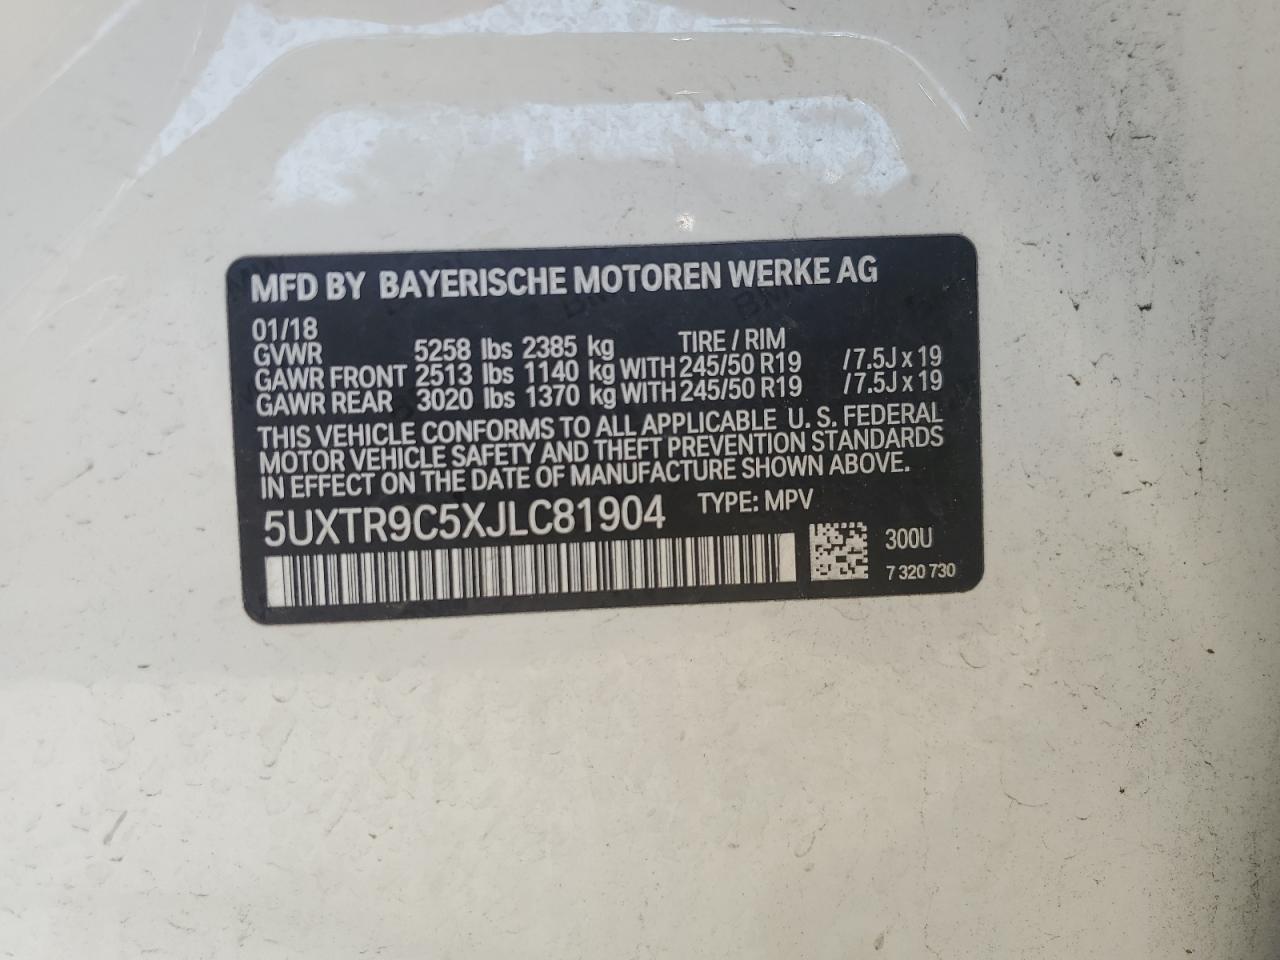 MFD BY BAYERISCHE MOTOREN WERKE AG
01/18
GVWR 5258 lbs 2385 kg TIRE / RIM
GAWR FRONT 2513 lbs 1140 kg WITH 245/50 R19 /7.5J x 19
GAWR REAR 3020 lbs 1370 kg WITH 245/50 R19 /7.5J x 19
THIS VEHICLE CONFORMS TO ALL APPLICABLE U. S. FEDERAL
MOTOR VEHICLE SAFETY AND THEFT PREVENTION STANDARDS
IN EFFECT ON THE DATE OF MANUFACTURE SHOWN ABOVE.
5UXTR9C5XJLC81904 TYPE: MPV
300U
7 320 730